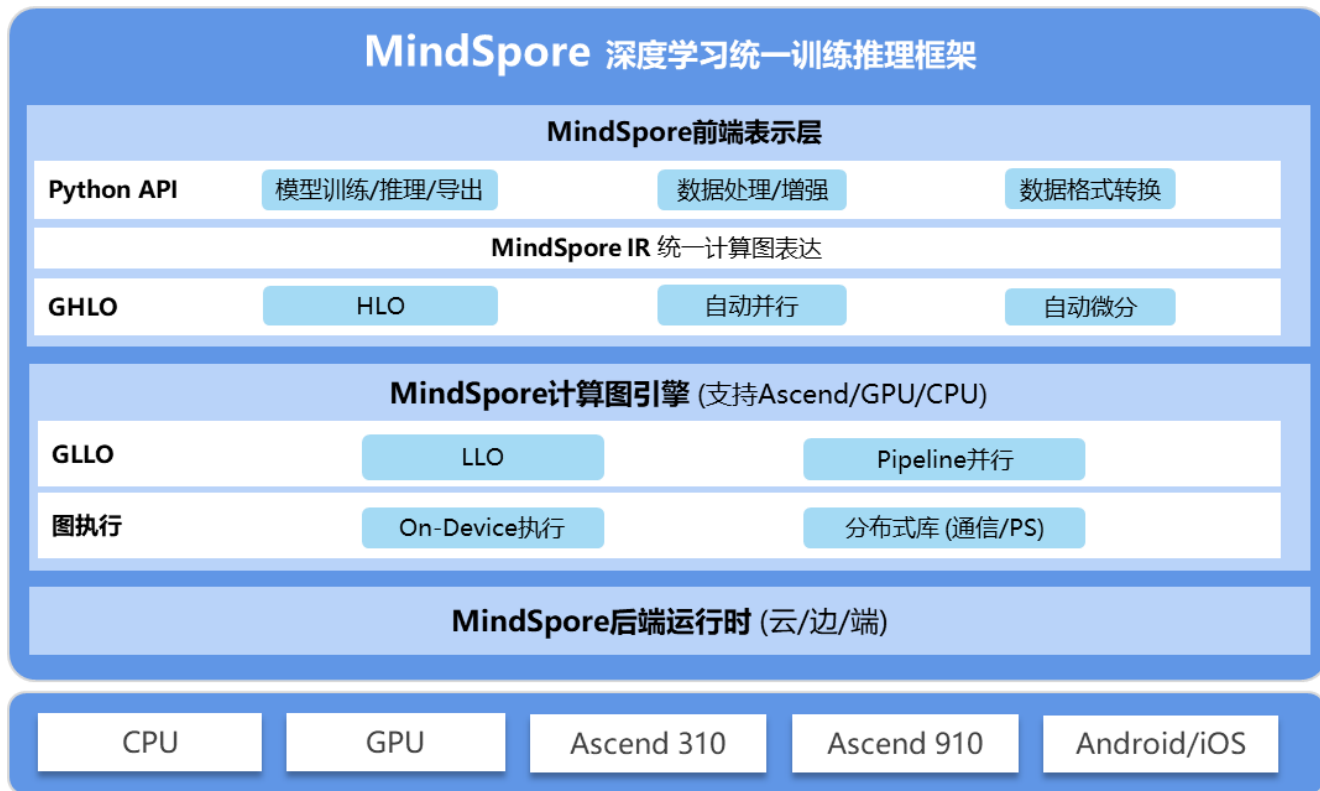 MindSpore 深度学习统一训练推理框架
MindSpore前端表示层
Python API 模型训练/推理/导出 数据处理/增强 数据格式转换
MindSpore IR 统一计算图表达
GHLO HLO 自动并行 自动微分
MindSpore计算图引擎 (支持Ascend/GPU/CPU)
GLLO LLO Pipeline并行
图执行 On-Device执行 分布式库 (通信/PS)
MindSpore后端运行时 (云/边/端)
CPU GPU Ascend 310 Ascend 910 Android/iOS